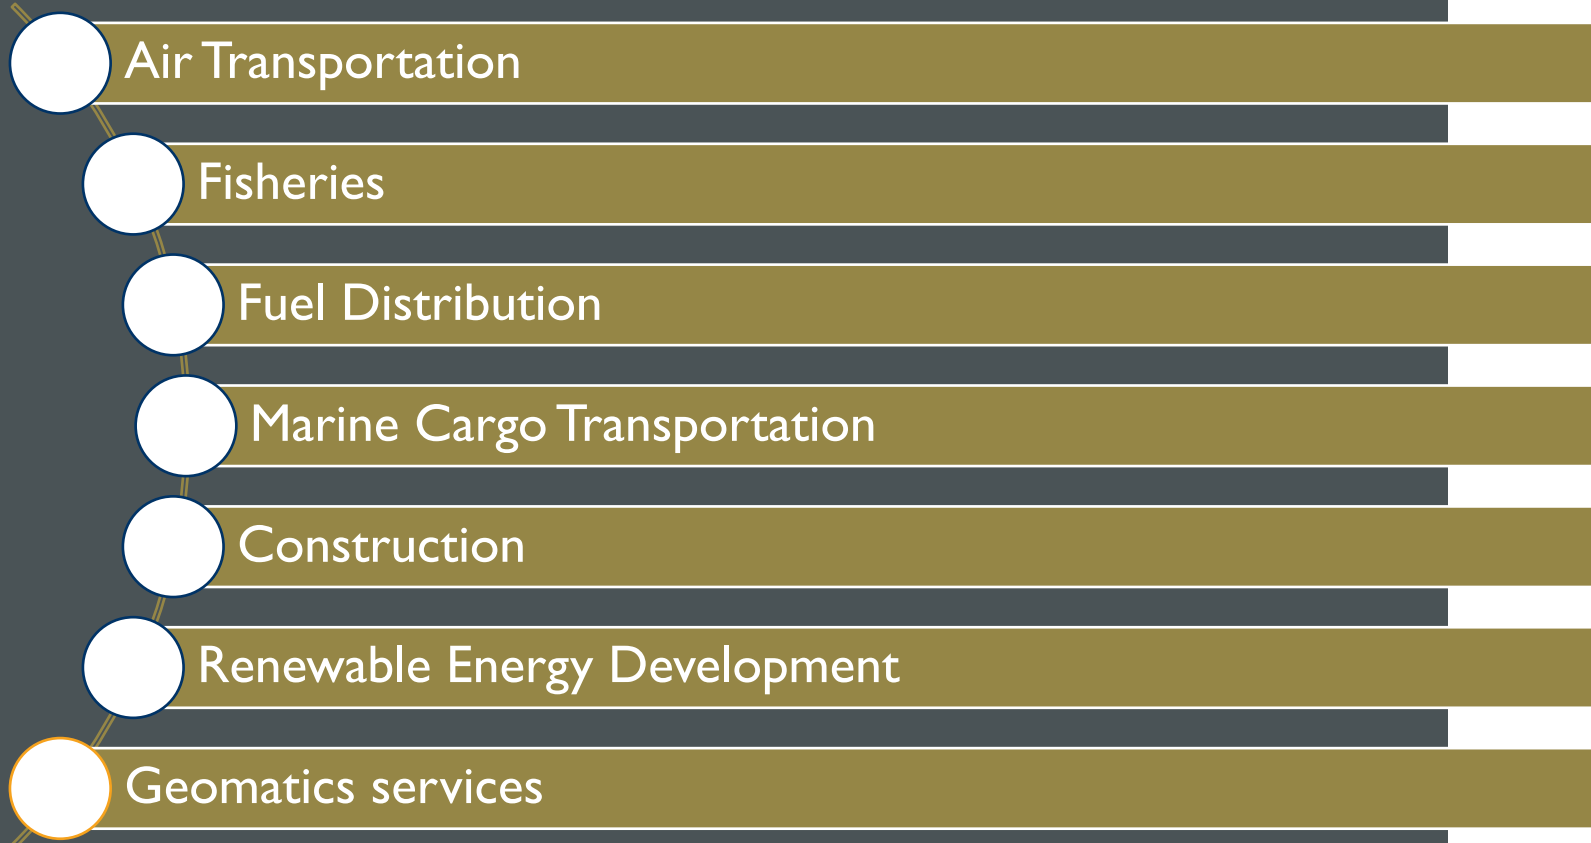 Air Transportation
Fisheries
Fuel Distribution
Marine Cargo Transportation
Construction
Renewable Energy Development
Geomatics services